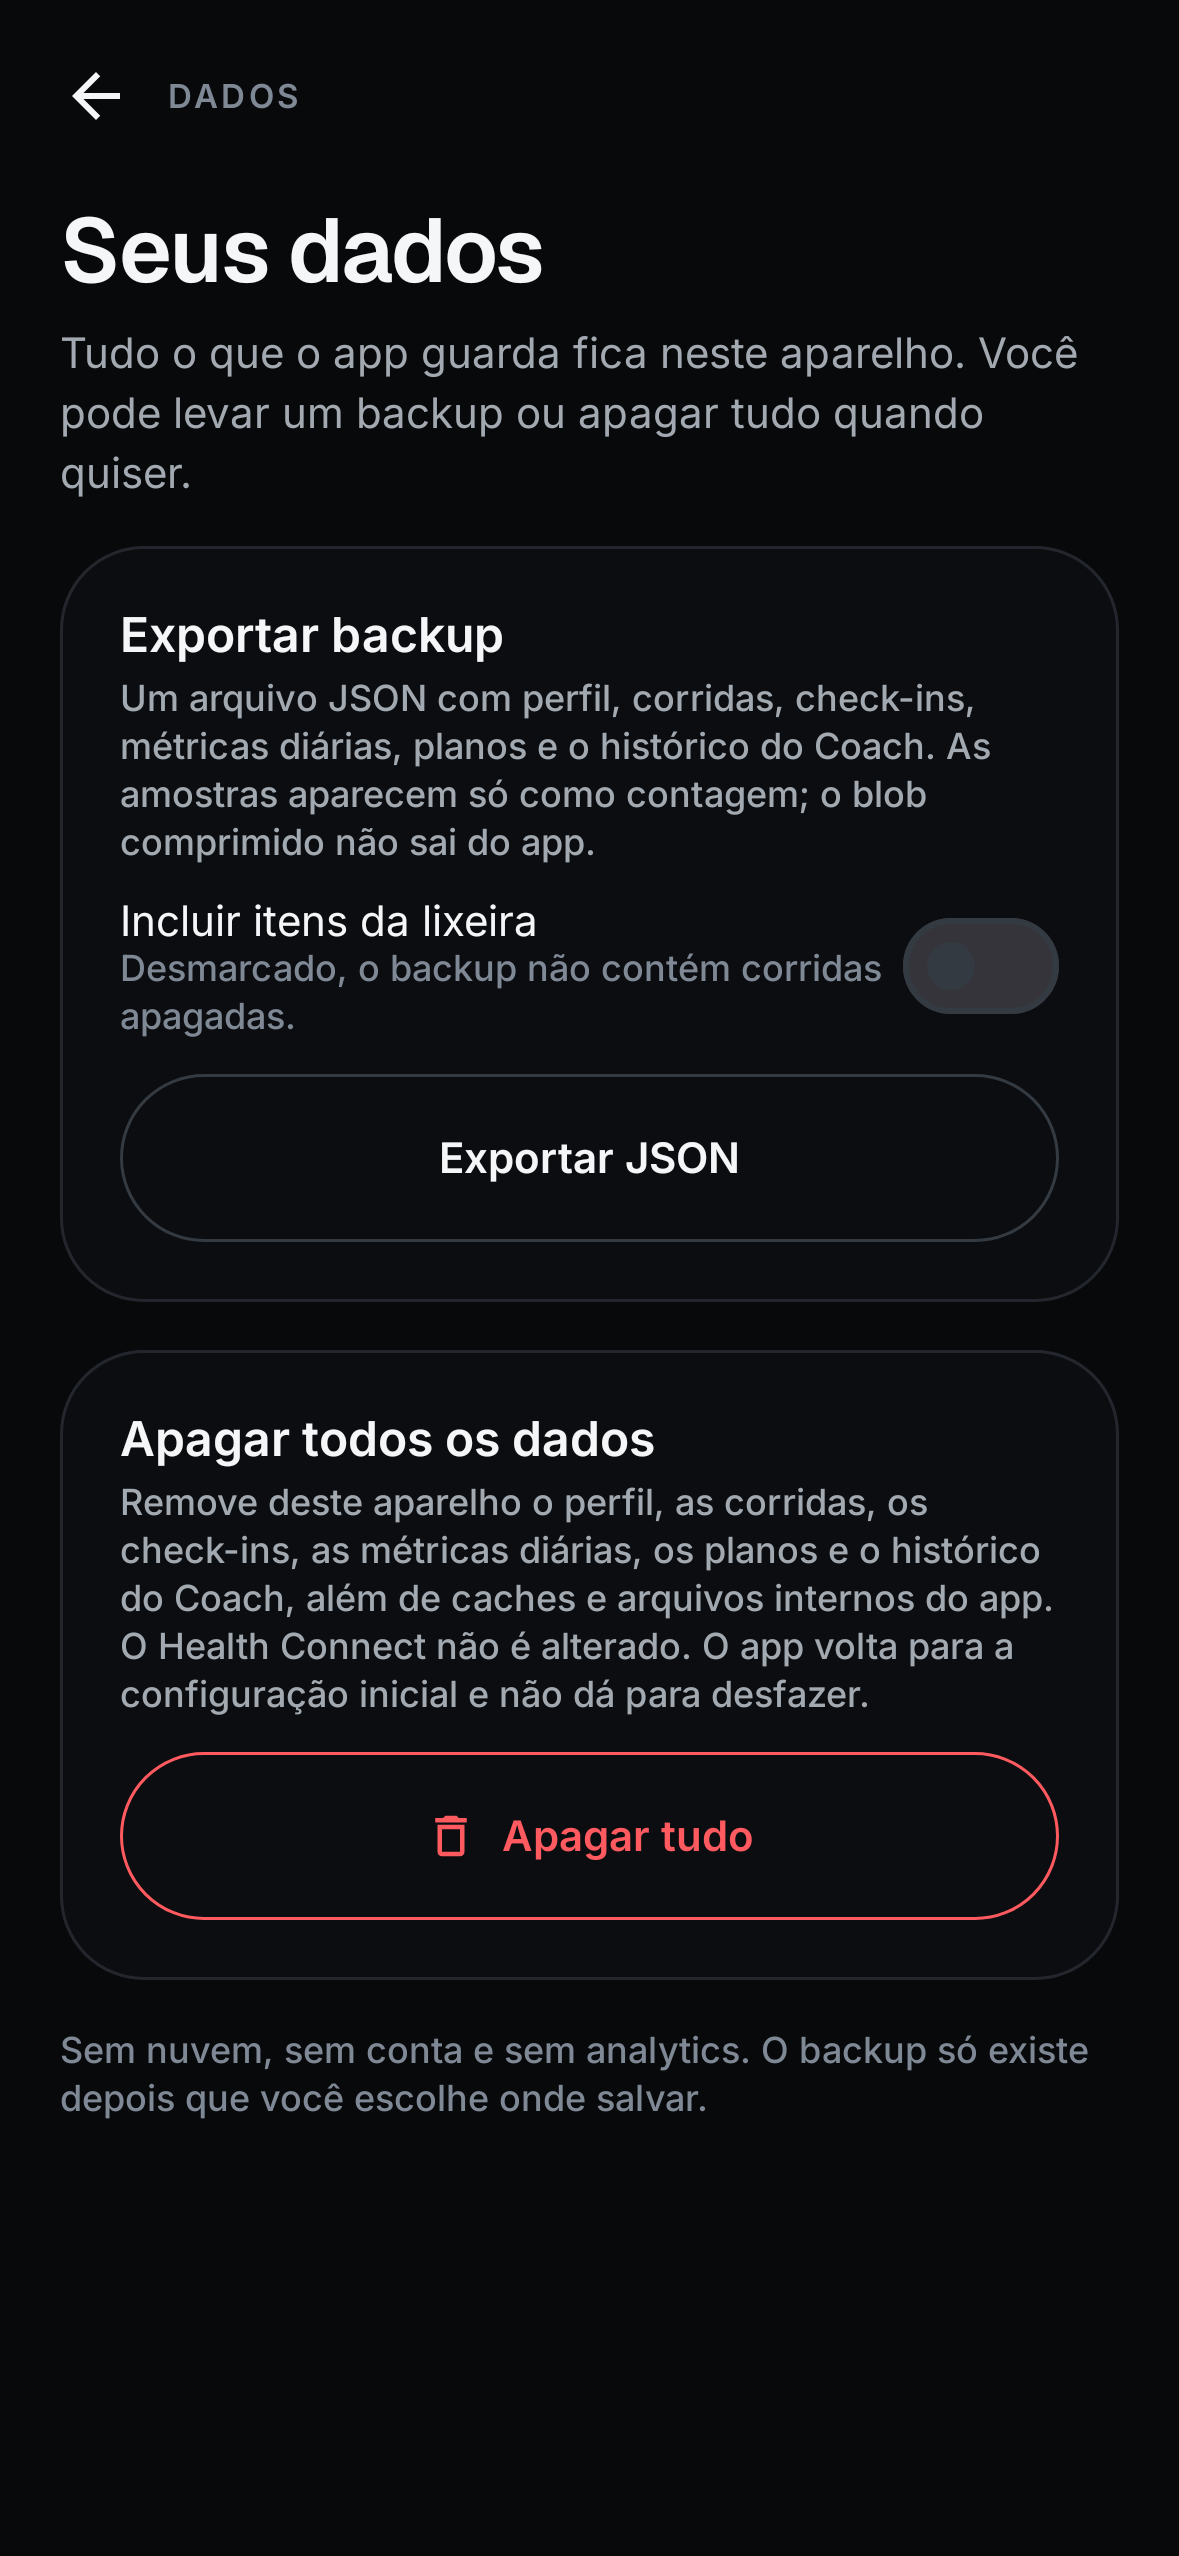 DADOS
Seus dados
Tudo o que o app guarda fica neste aparelho. Você
pode levar um backup ou apagar tudo quando
quiser.
Exportar backup
Um arquivo JSON com perfil, corridas, check-ins,
métricas diárias, planos e o histórico do Coach. As
amostras aparecem só como contagem; o blob
comprimido não sai do app.
Incluir itens da lixeira
Desmarcado, o backup não contém corridas
apagadas.
Exportar JSON
Apagar todos os dados
Remove deste aparelho o perfil, as corridas, os
check-ins, as métricas diárias, os planos e o histórico
do Coach, além de caches e arquivos internos do app.
O Health Connect não é alterado. O app volta para a
configuração inicial e não dá para desfazer.
Apagar tudo
Sem nuvem, sem conta e sem analytics. O backup só existe
depois que você escolhe onde salvar.